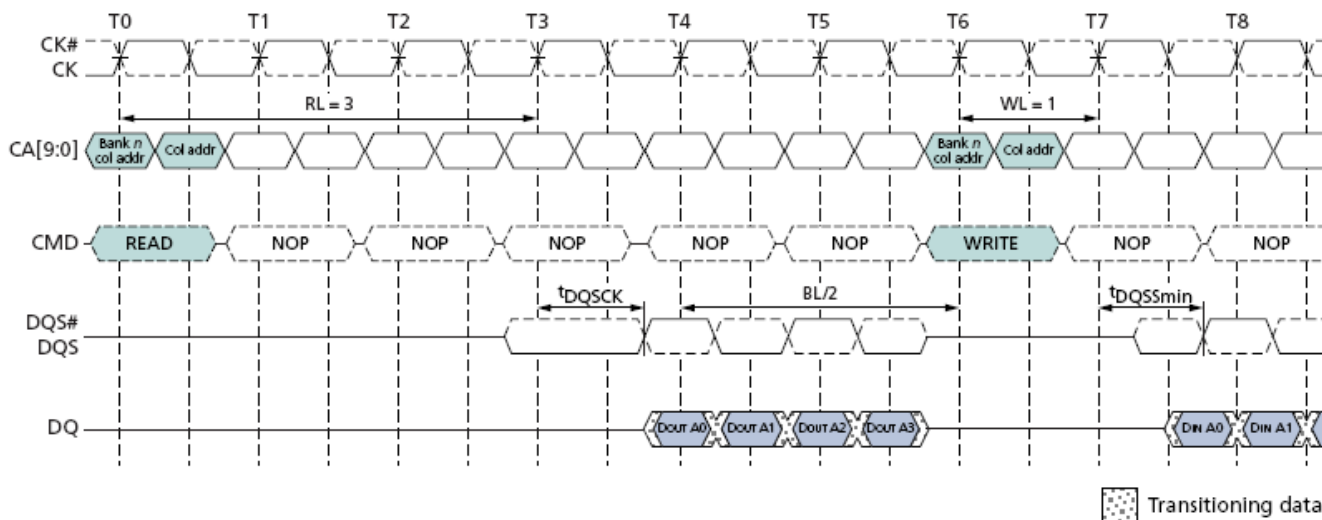 T0 T1 T2 T3 T4 T5 T6 T7 T8
CK#
CK
RL = 3 WL = 1
CA[9:0] Bank n col addr Col addr Bank n col addr Col addr
CMD READ NOP NOP NOP NOP NOP WRITE NOP NOP
tDQSCK BL/2 tDQSSmin
DQS#
DQS
DQ DOUT A0 DOUT A1 DOUT A2 DOUT A3 DIN A0 DIN A1
Transitioning data